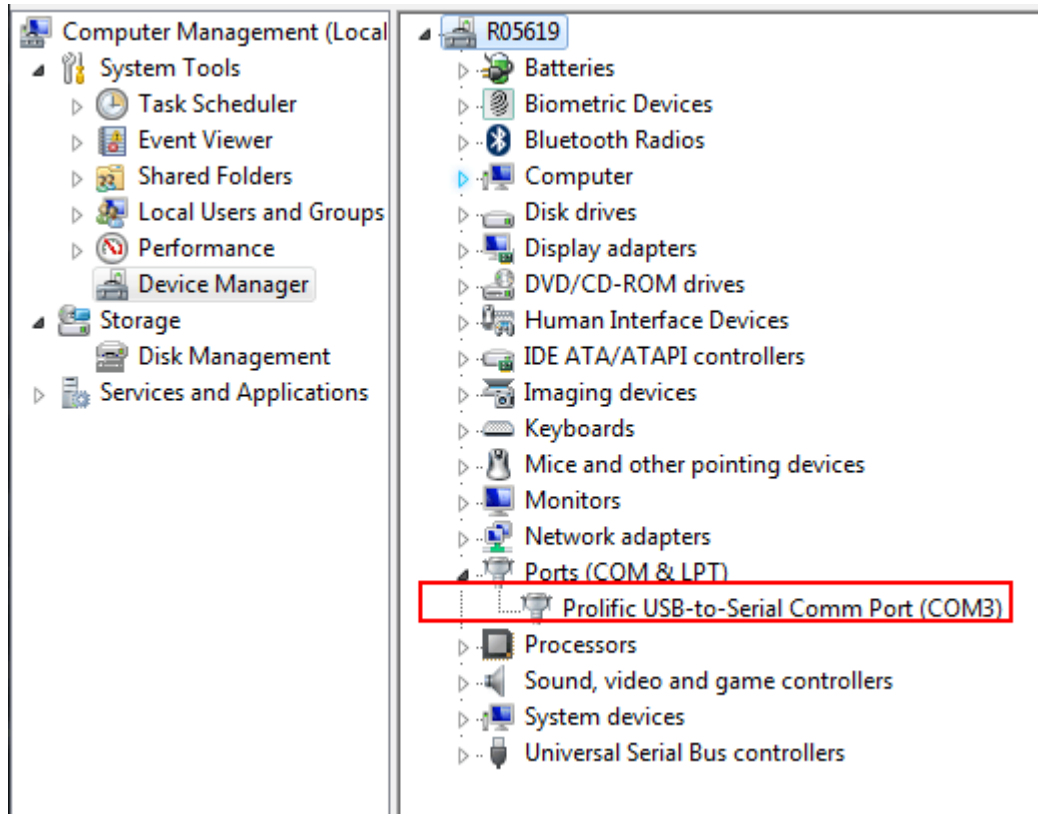 Computer Management (Local
System Tools
Task Scheduler
Event Viewer
Shared Folders
Local Users and Groups
Performance
Device Manager
Storage
Disk Management
Services and Applications
R05619
Batteries
Biometric Devices
Bluetooth Radios
Computer
Disk drives
Display adapters
DVD/CD-ROM drives
Human Interface Devices
IDE ATA/ATAPI controllers
Imaging devices
Keyboards
Mice and other pointing devices
Monitors
Network adapters
Ports (COM & LPT)
Prolific USB-to-Serial Comm Port (COM3)
Processors
Sound, video and game controllers
System devices
Universal Serial Bus controllers